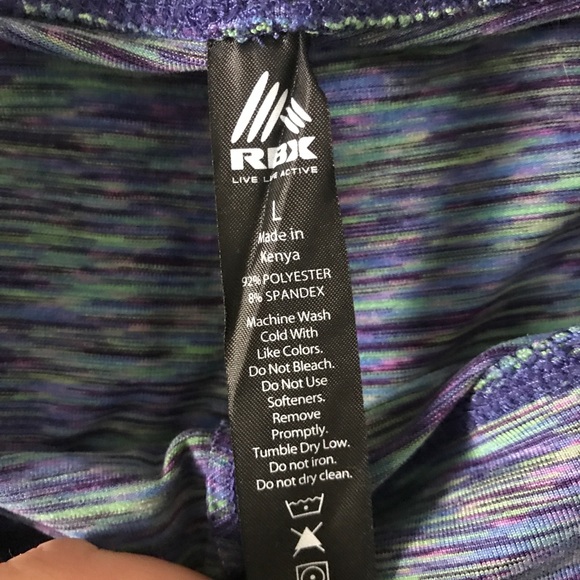 RBX
LIVE LIFE ACTIVE
L
Made in
Kenya
92% POLYESTER
8% SPANDEX
Machine Wash
Cold With
Like Colors.
Do Not Bleach.
Do Not Use
Softeners.
Remove
Promptly.
Tumble Dry Low.
Do not iron.
Do not dry clean.